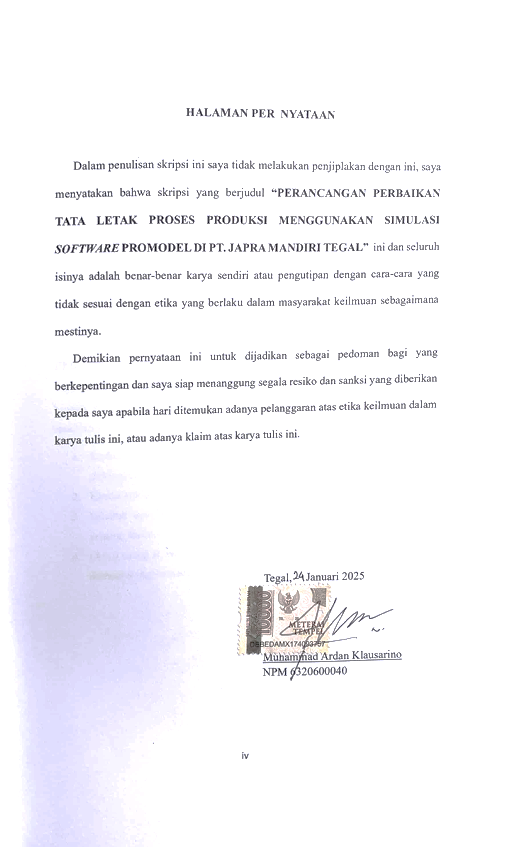 HALAMAN PER NYATAAN
Dalam penulisan skripsi ini saya tidak melakukan penjiplakan dengan ini, saya
menyatakan bahwa skripsi yang berjudul “PERANCANGAN PERBAIKAN
TATA LETAK PROSES PRODUKSI MENGGUNAKAN SIMULASI
SOFTWARE PROMODEL DI PT. JAPRA MANDIRI TEGAL” ini dan seluruh
isinya adalah benar-benar karya sendiri atau pengutipan dengan cara-cara yang
tidak sesuai dengan etika yang berlaku dalam masyarakat keilmuan sebagaimana
mestinya.
Demikian pernyataan ini untuk dijadikan sebagai pedoman bagi yang
berkepentingan dan saya siap menanggung segala resiko dan sanksi yang diberikan
kepada saya apabila hari ditemukan adanya pelanggaran atas etika keilmuan dalam
karya tulis ini, atau adanya klaim atas karya tulis ini.
Tegal, 24 Januari 2025
10000
METERAI
TEMPEL
Muhammad Ardan Klausarino
NPM 6320600040
iv